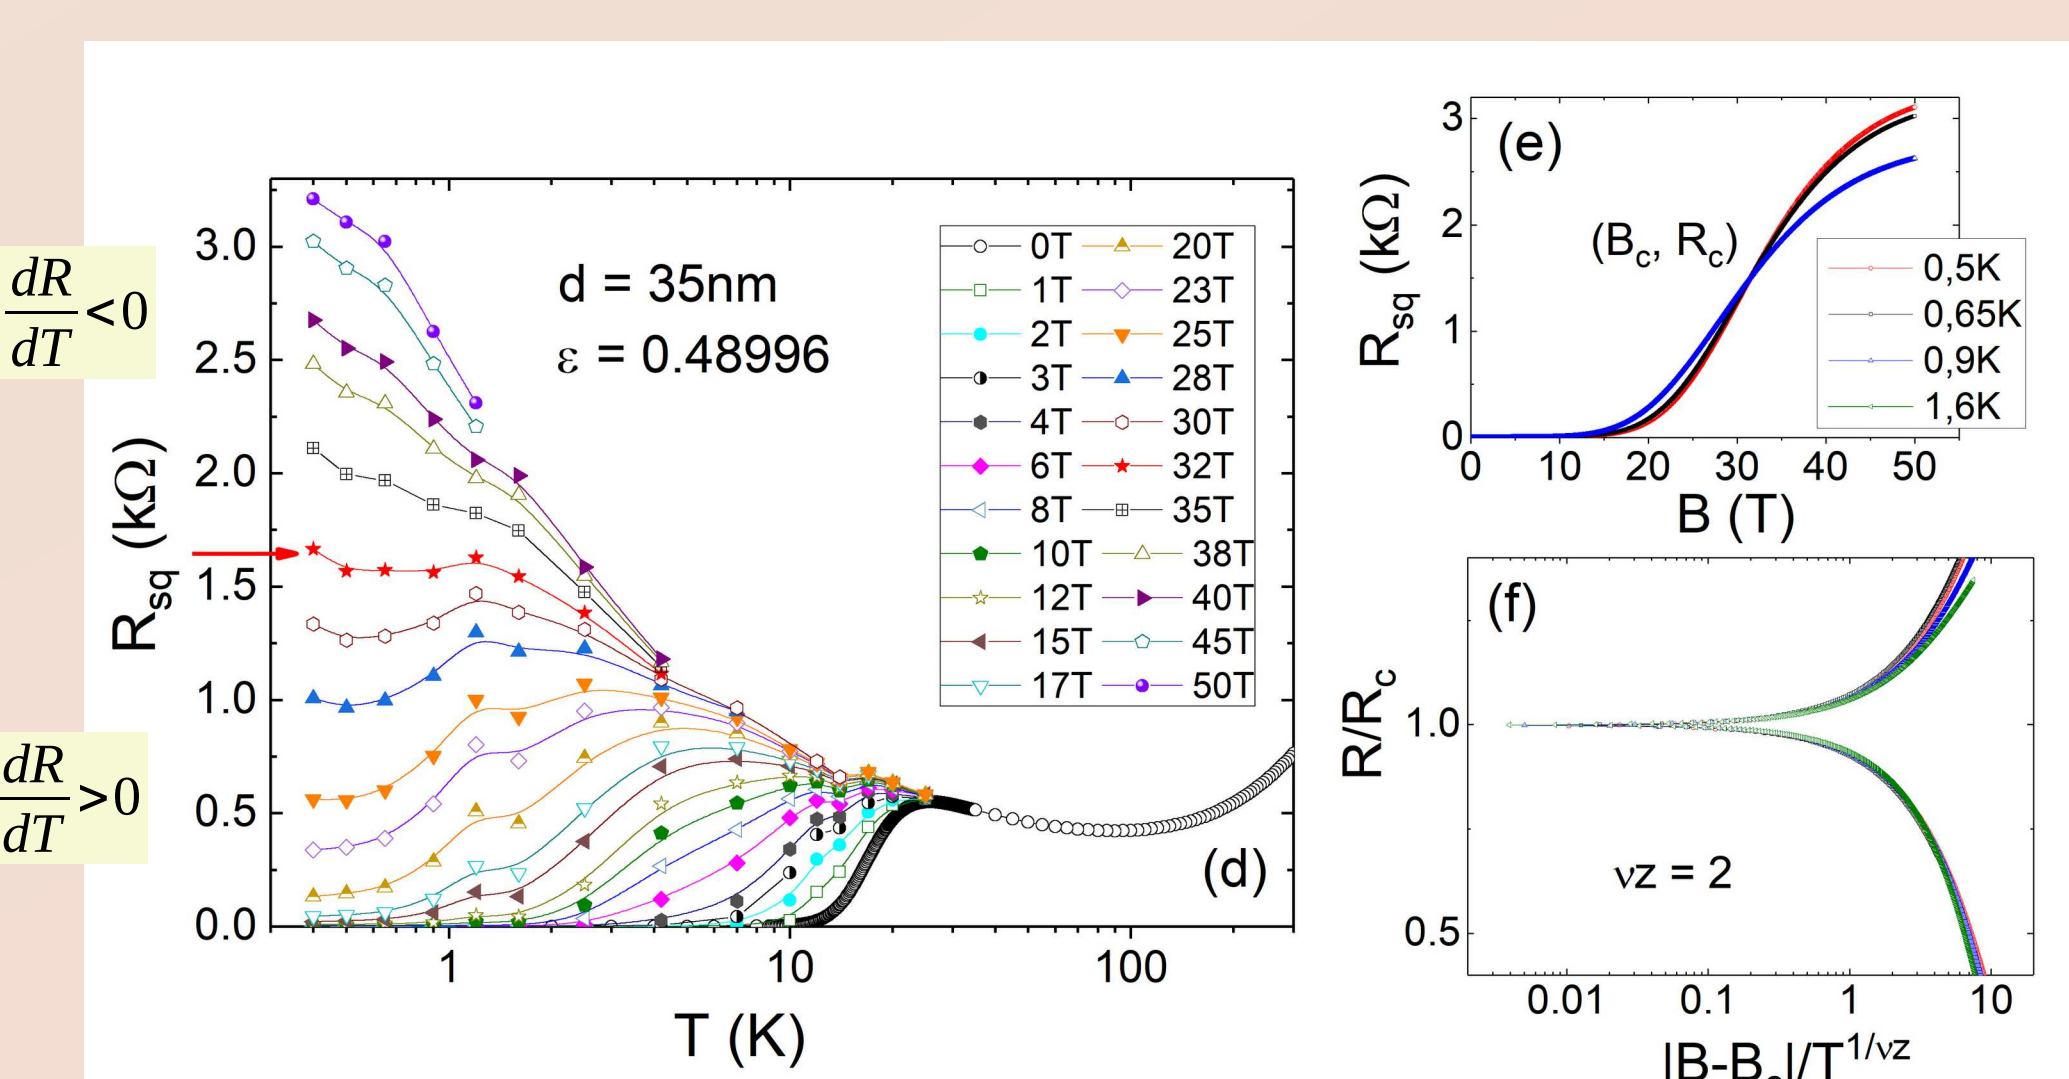 dR
dT
<0
dR
dT
>0
R_sq (kΩ)
3.0
2.5
2.0
1.5
1.0
0.5
0.0
1
10
100
T (K)
d = 35nm
ε = 0.48996
0T
1T
2T
3T
4T
6T
8T
10T
12T
15T
17T
20T
23T
25T
28T
30T
32T
35T
38T
40T
45T
50T
(d)
R_sq (kΩ)
3
2
1
0
(e)
(B_c, R_c)
0,5K
0,65K
0,9K
1,6K
0
10
20
30
40
50
B (T)
R/R_c
1.0
0.5
(f)
νz = 2
0.01
0.1
1
10
|B-B_c|/T^1/νz